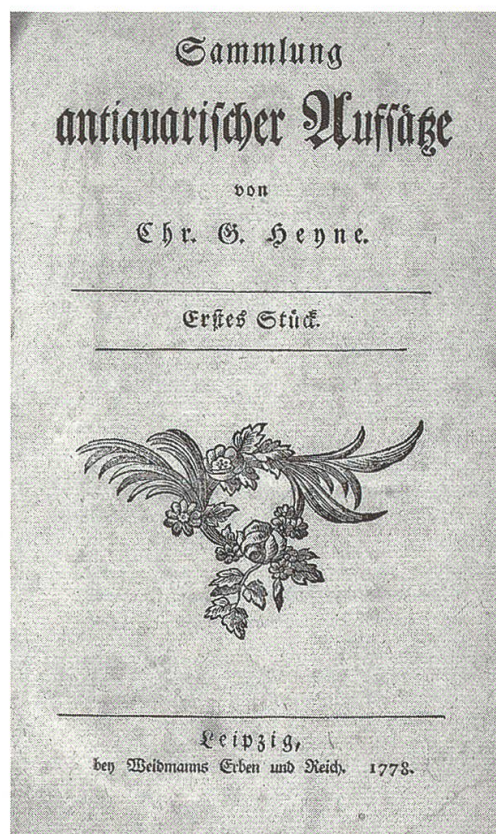 Sammlung
antiquarischer Aufsätze
von
Chr. G. Heyne.
Erstes Stück.
Leipzig,
bey Weidmanns Erben und Reich. 1778.